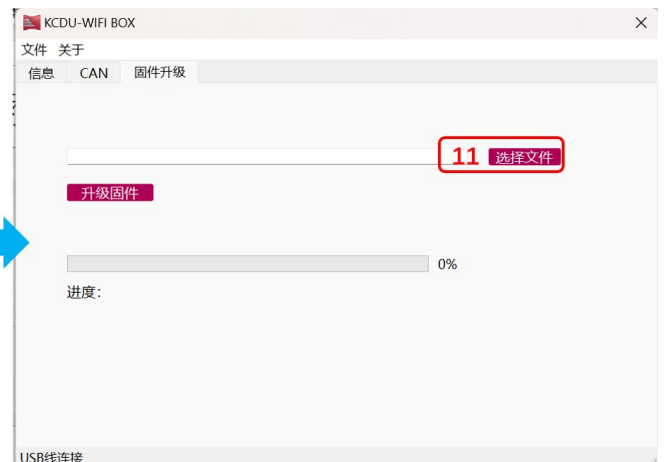 KCDU-WIFI BOX
文件 关于
信息 CAN 固件升级
11 选择文件
升级固件
0%
进度：
USB线连接